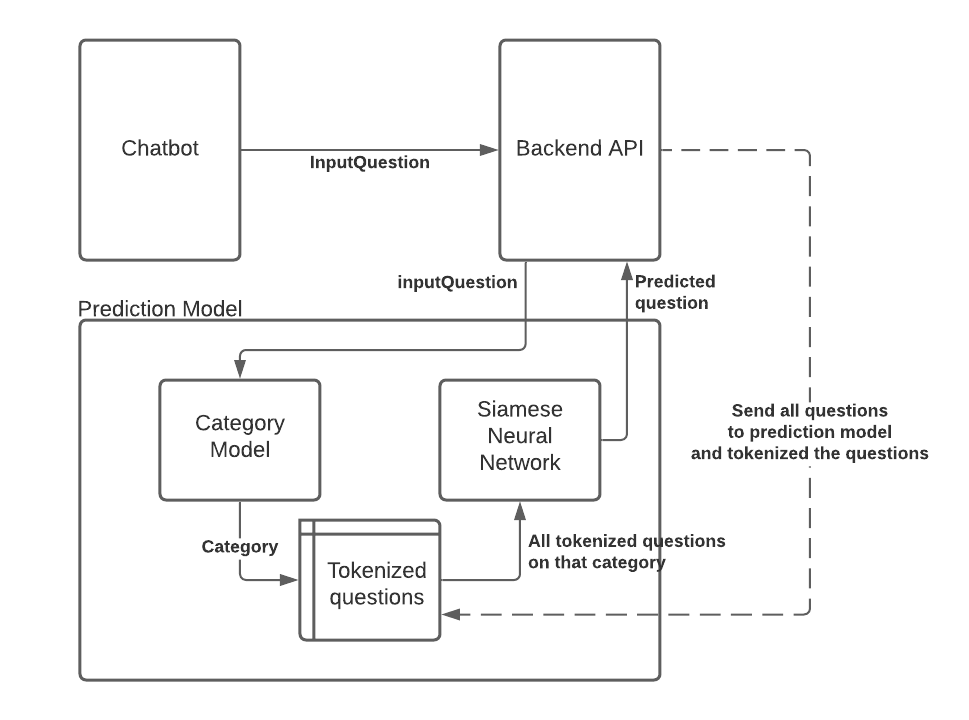 Chatbot
InputQuestion
Backend API
inputQuestion
Predicted
question
Prediction Model
Category
Model
Siamese
Neural
Network
Send all questions
to prediction model
and tokenized the questions
Category
Tokenized
questions
All tokenized questions
on that category